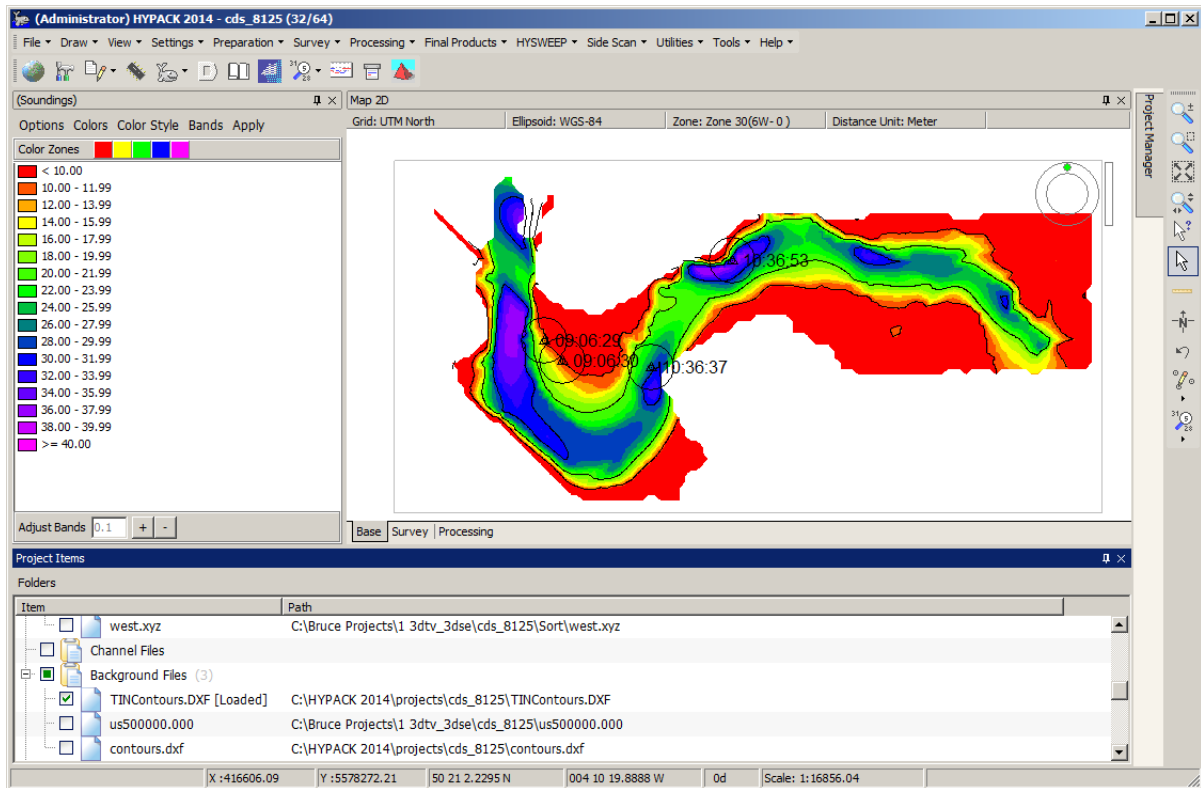 (Administrator) HYPACK 2014 - cds_8125 (32/64)
File Draw View Settings Preparation Survey Processing Final Products HYSWEEP Side Scan Utilities Tools Help
(Soundings)
Options Colors Color Style Bands Apply
Color Zones
< 10.00
10.00 - 11.99
12.00 - 13.99
14.00 - 15.99
16.00 - 17.99
18.00 - 19.99
20.00 - 21.99
22.00 - 23.99
24.00 - 25.99
26.00 - 27.99
28.00 - 29.99
30.00 - 31.99
32.00 - 33.99
34.00 - 35.99
36.00 - 37.99
38.00 - 39.99
>= 40.00
Adjust Bands 0.1 + -
Map 2D
Grid: UTM North Ellipsoid: WGS-84 Zone: Zone 30(6W- 0 ) Distance Unit: Meter
10:36:53
09:06:29
09:06:30
10:36:37
Base Survey Processing
Project Manager
N
Project Items
Folders
Item Path
west.xyz C:\Bruce Projects\1 3dtv_3dse\cds_8125\Sort\west.xyz
Channel Files
Background Files (3)
TINContours.DXF [Loaded] C:\HYPACK 2014\projects\cds_8125\TINContours.DXF
us500000.000 C:\Bruce Projects\1 3dtv_3dse\cds_8125\us500000.000
contours.dxf C:\HYPACK 2014\projects\cds_8125\contours.dxf
X :416606.09 Y :5578272.21 50 21 2.2295 N 004 10 19.8888 W 0d Scale: 1:16856.04